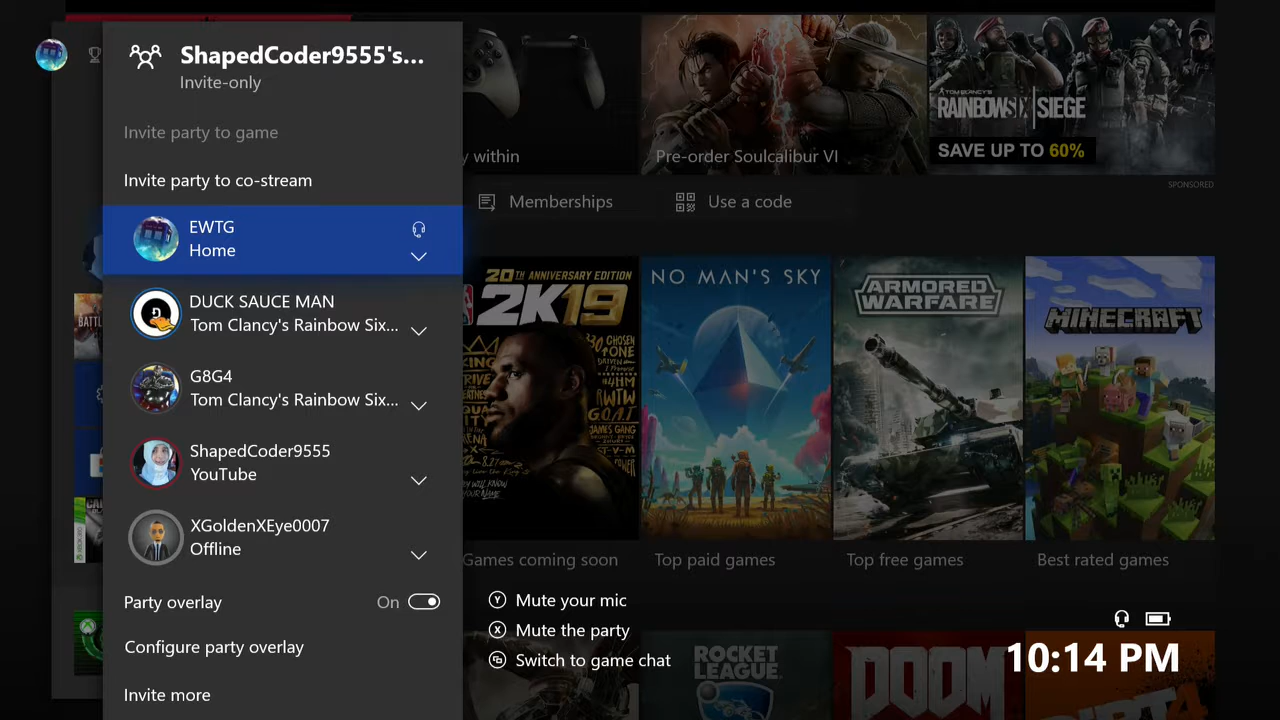 ShapedCoder9555's...
Invite-only
Invite party to game
Invite party to co-stream
EWTG
Home
DUCK SAUCE MAN
Tom Clancy's Rainbow Six...
G8G4
Tom Clancy's Rainbow Six...
ShapedCoder9555
YouTube
XGoldenXEye0007
Offline
Party overlay
On
Configure party overlay
Invite more
y within
Pre-order Soulcalibur VI
TOM CLANCY'S
RAINBOW SIX | SIEGE
SAVE UP TO 60%
SPONSORED
Memberships
Use a code
20TH ANNIVERSARY EDITION
2K19
Games coming soon
NO MAN'S SKY
Top paid games
ARMORED
WARFARE
Top free games
MINECRAFT
Best rated games
Y Mute your mic
X Mute the party
Switch to game chat
10:14 PM
ROCKET
LEAGUE
DOOM